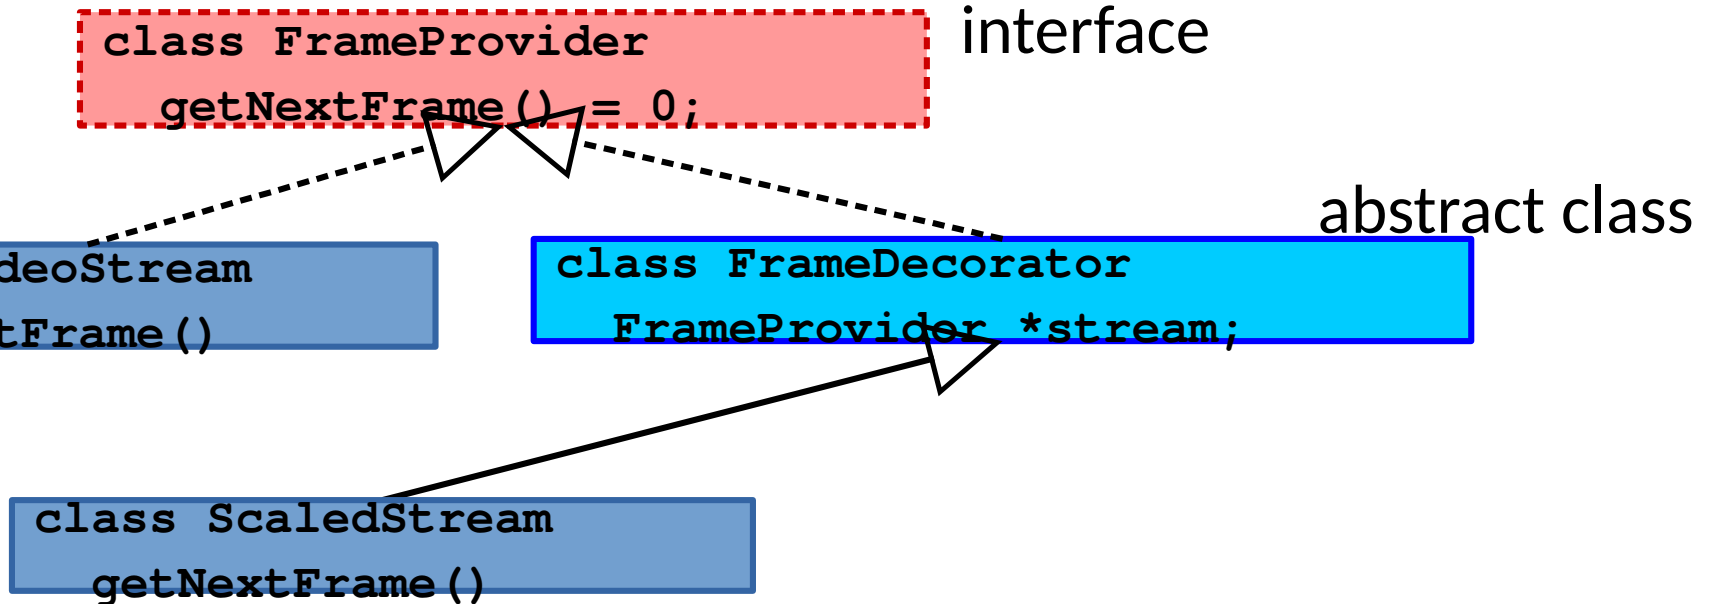 class FrameProvider
interface
getNextFrame() = 0;
abstract class
deoStream
tFrame()
class FrameDecorator
FrameProvider *stream;
class ScaledStream
getNextFrame()